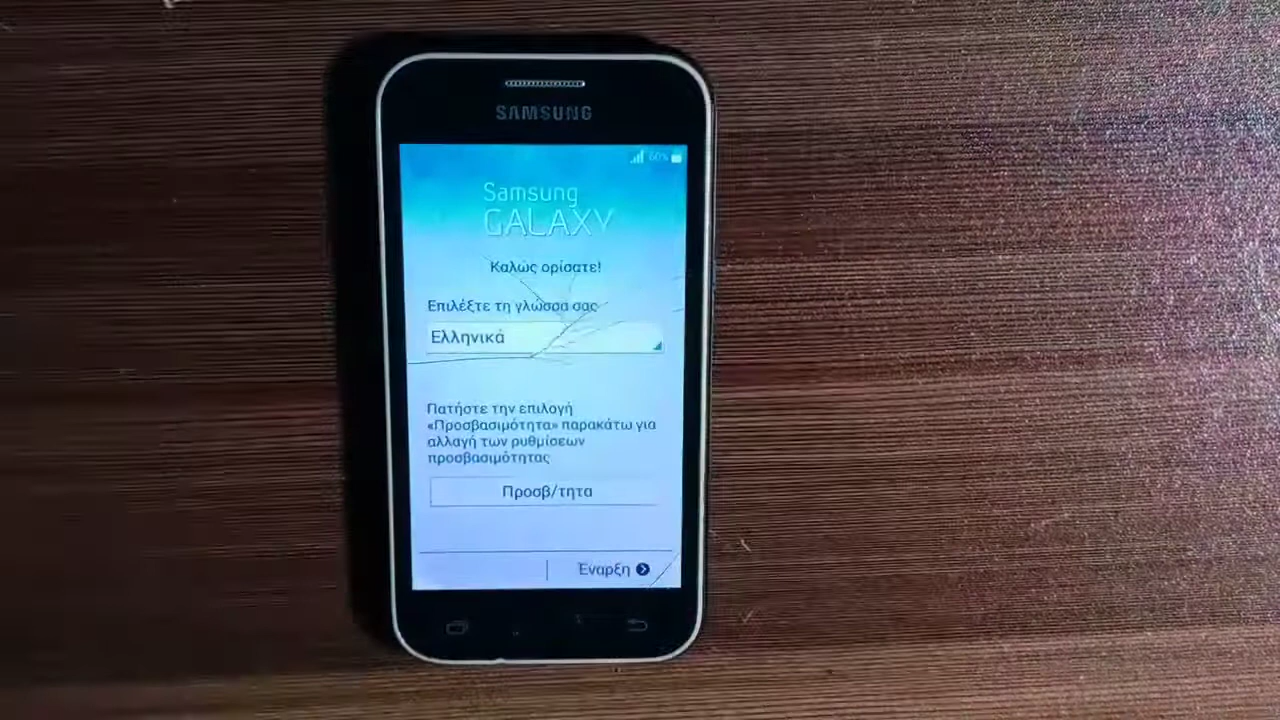 SAMSUNG
60%
Samsung
GALAXY
Καλώς ορίσατε!
Επιλέξτε τη γλώσσα σας
Ελληνικά
Πατήστε την επιλογή
«Προσβασιμότητα» παρακάτω για
αλλαγή των ρυθμίσεων
προσβασιμότητας
Προσβ/τητα
Έναρξη